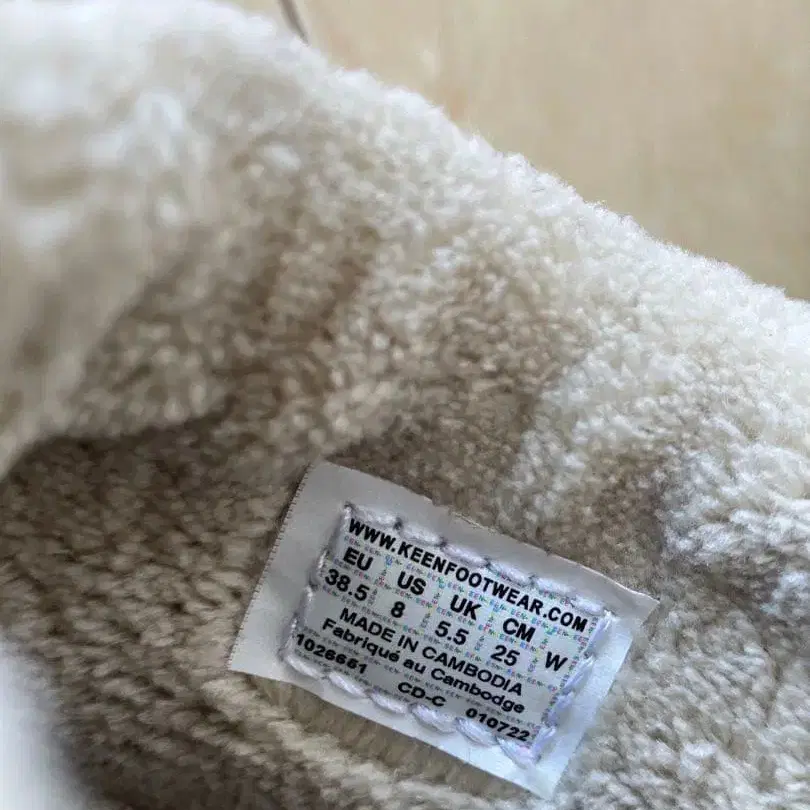 WWW.KEENFOOTWEAR.COM
EU US UK CM
38.5 8 5.5 25 W
MADE IN CAMBODIA
Fabriqué au Cambodge
1026651 CD-C 010722